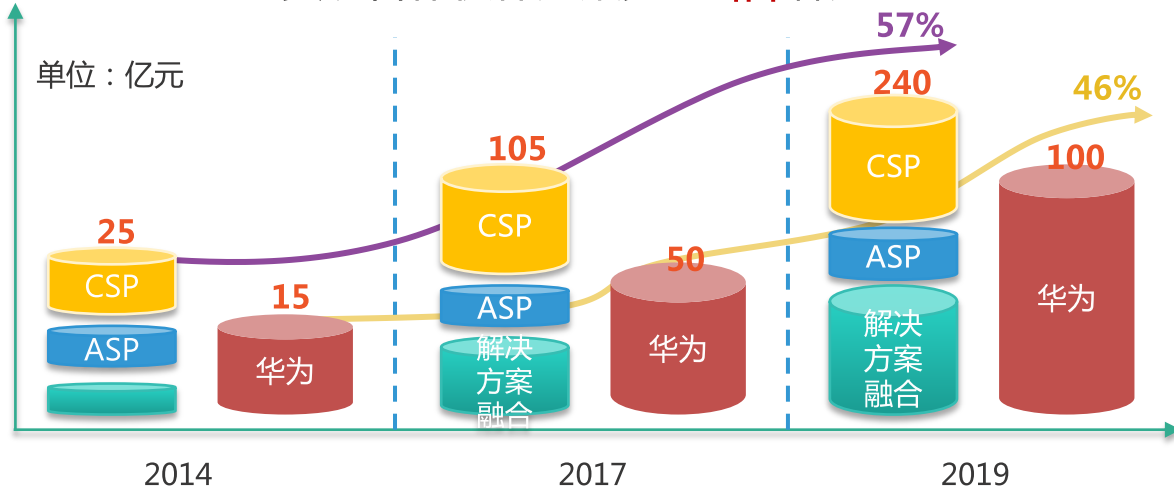 单位：亿元
57%
46%
25
CSP
ASP
15
华为
105
CSP
ASP
解决
方案
融合
50
华为
240
CSP
ASP
解决
方案
融合
100
华为
2014
2017
2019